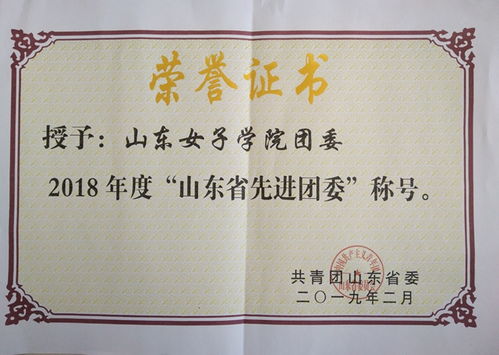 荣誉证书
授予：山东女子学院团委
2018年度“山东省先进团委”称号。
共青团山东省委
二〇一九年二月